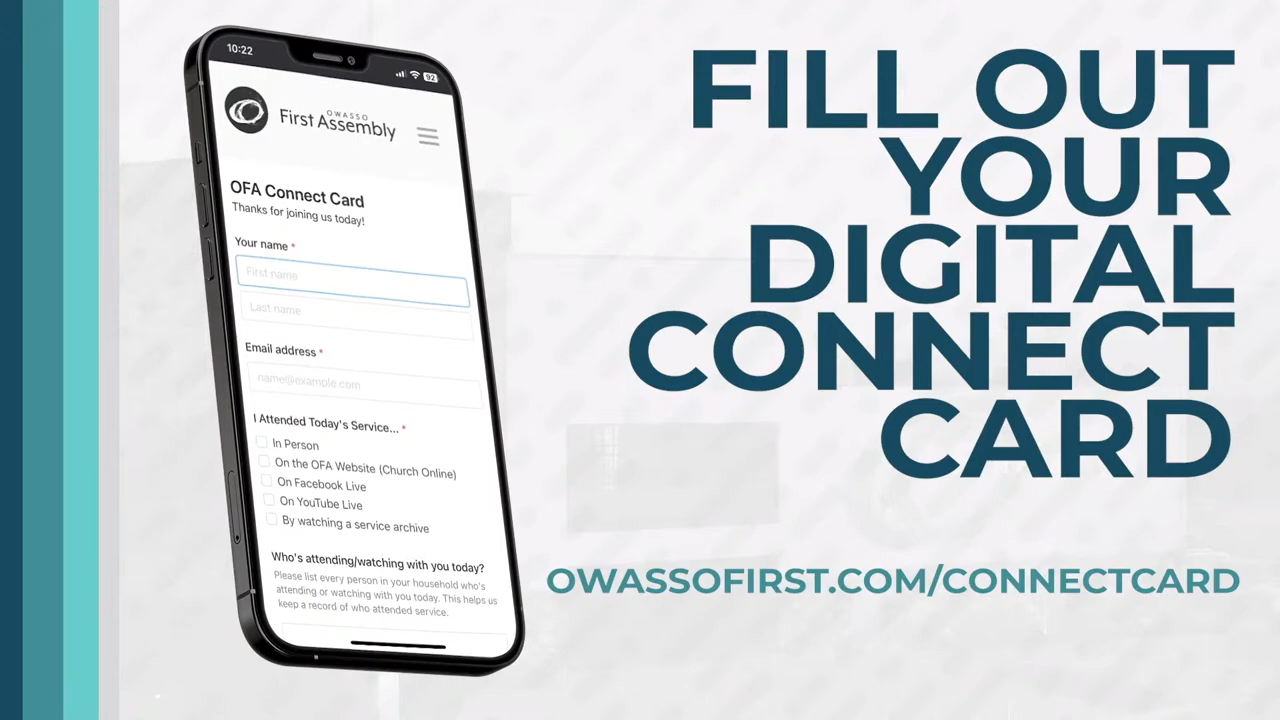 10:22
92
OWASSO
First Assembly
OFA Connect Card
Thanks for joining us today!
Your name *
First name
Last name
Email address *
name@example.com
I Attended Today's Service... *
In Person
On the OFA Website (Church Online)
On Facebook Live
On YouTube Live
By watching a service archive
Who's attending/watching with you today?
Please list every person in your household who's
attending or watching with you today. This helps us
keep a record of who attended service.
FILL OUT
YOUR
DIGITAL
CONNECT
CARD
OWASSOFIRST.COM/CONNECTCARD